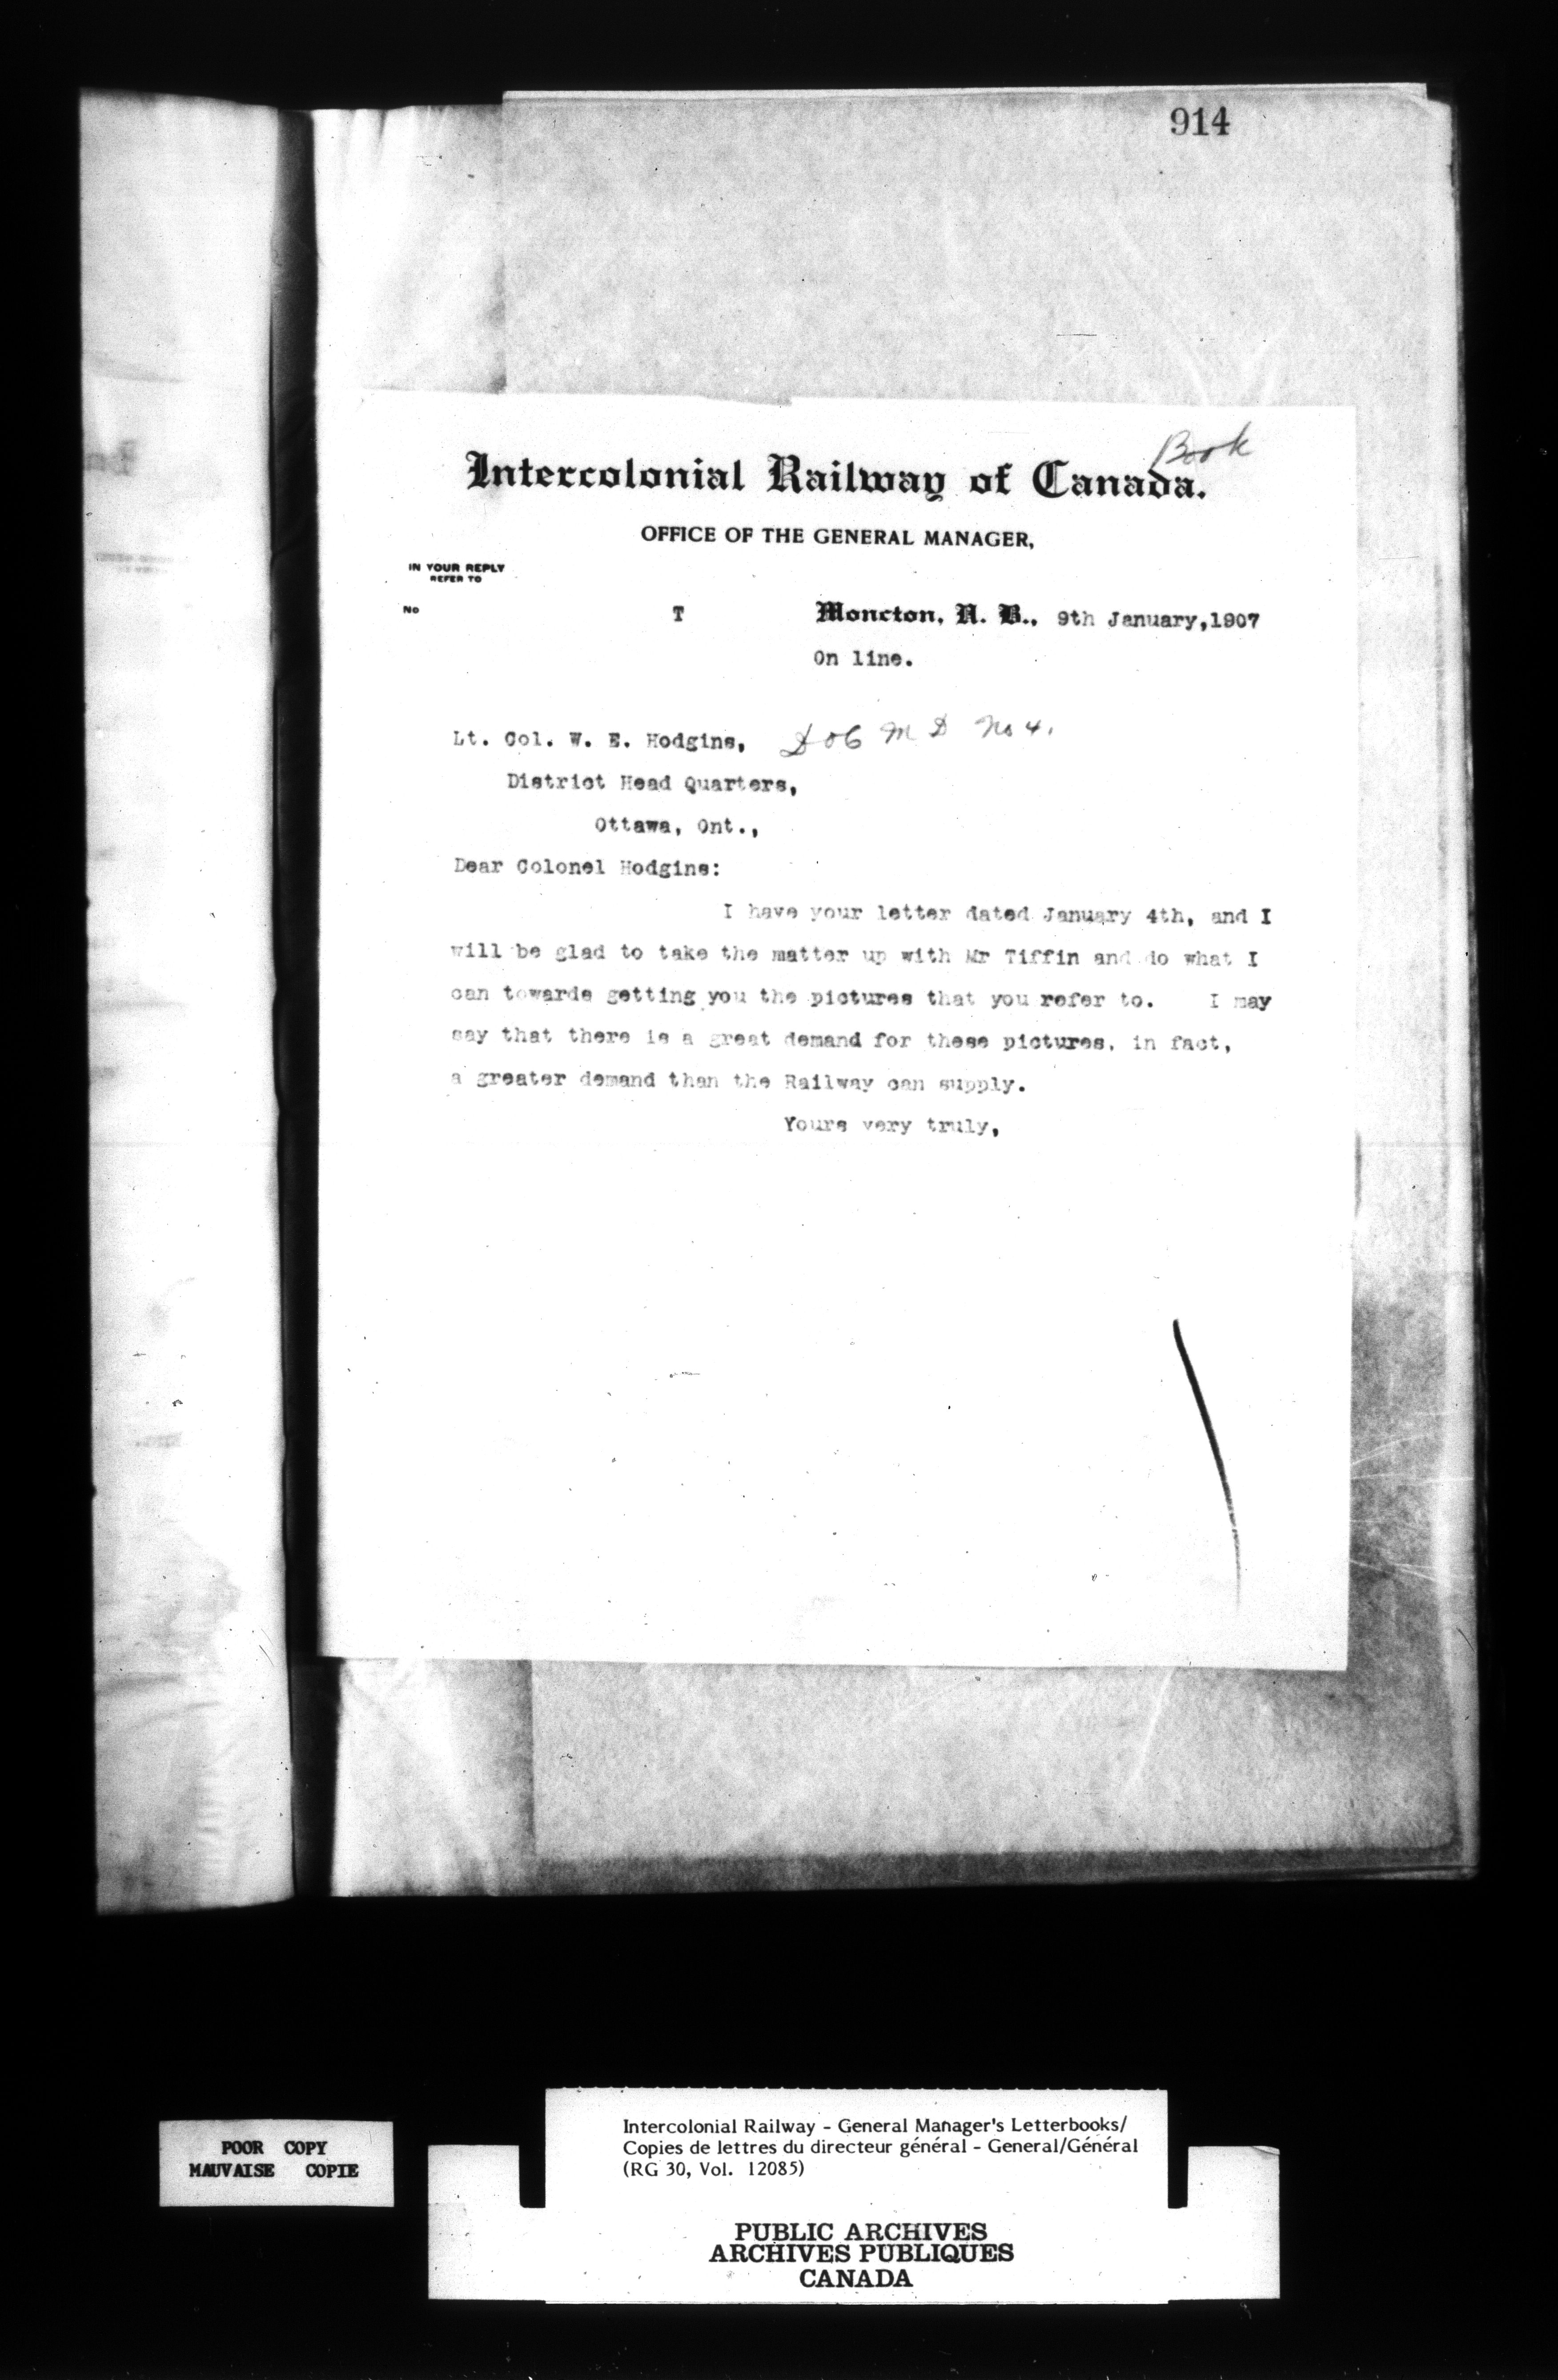 914
Book
Intercolonial Railway of Canada.
OFFICE OF THE GENERAL MANAGER,
IN YOUR REPLY
REFER TO
No
T
Moncton, N. B., 9th January,1907
On line.
Lt. Col. W. E. Hodgins, D O C M D No 4.
District Head Quarters,
Ottawa, Ont.,
Dear Colonel Hodgins:
I have your letter dated January 4th, and I
will be glad to take the matter up with Mr Tiffin and do what I
can towards getting you the pictures that you refer to. I may
say that there is a great demand for these pictures, in fact,
a greater demand than the Railway can supply.
Yours very truly,
POOR COPY
MAUVAISE COPIE
Intercolonial Railway - General Manager's Letterbooks/
Copies de lettres du directeur général - General/Général
(RG 30, Vol. 12085)
PUBLIC ARCHIVES
ARCHIVES PUBLIQUES
CANADA